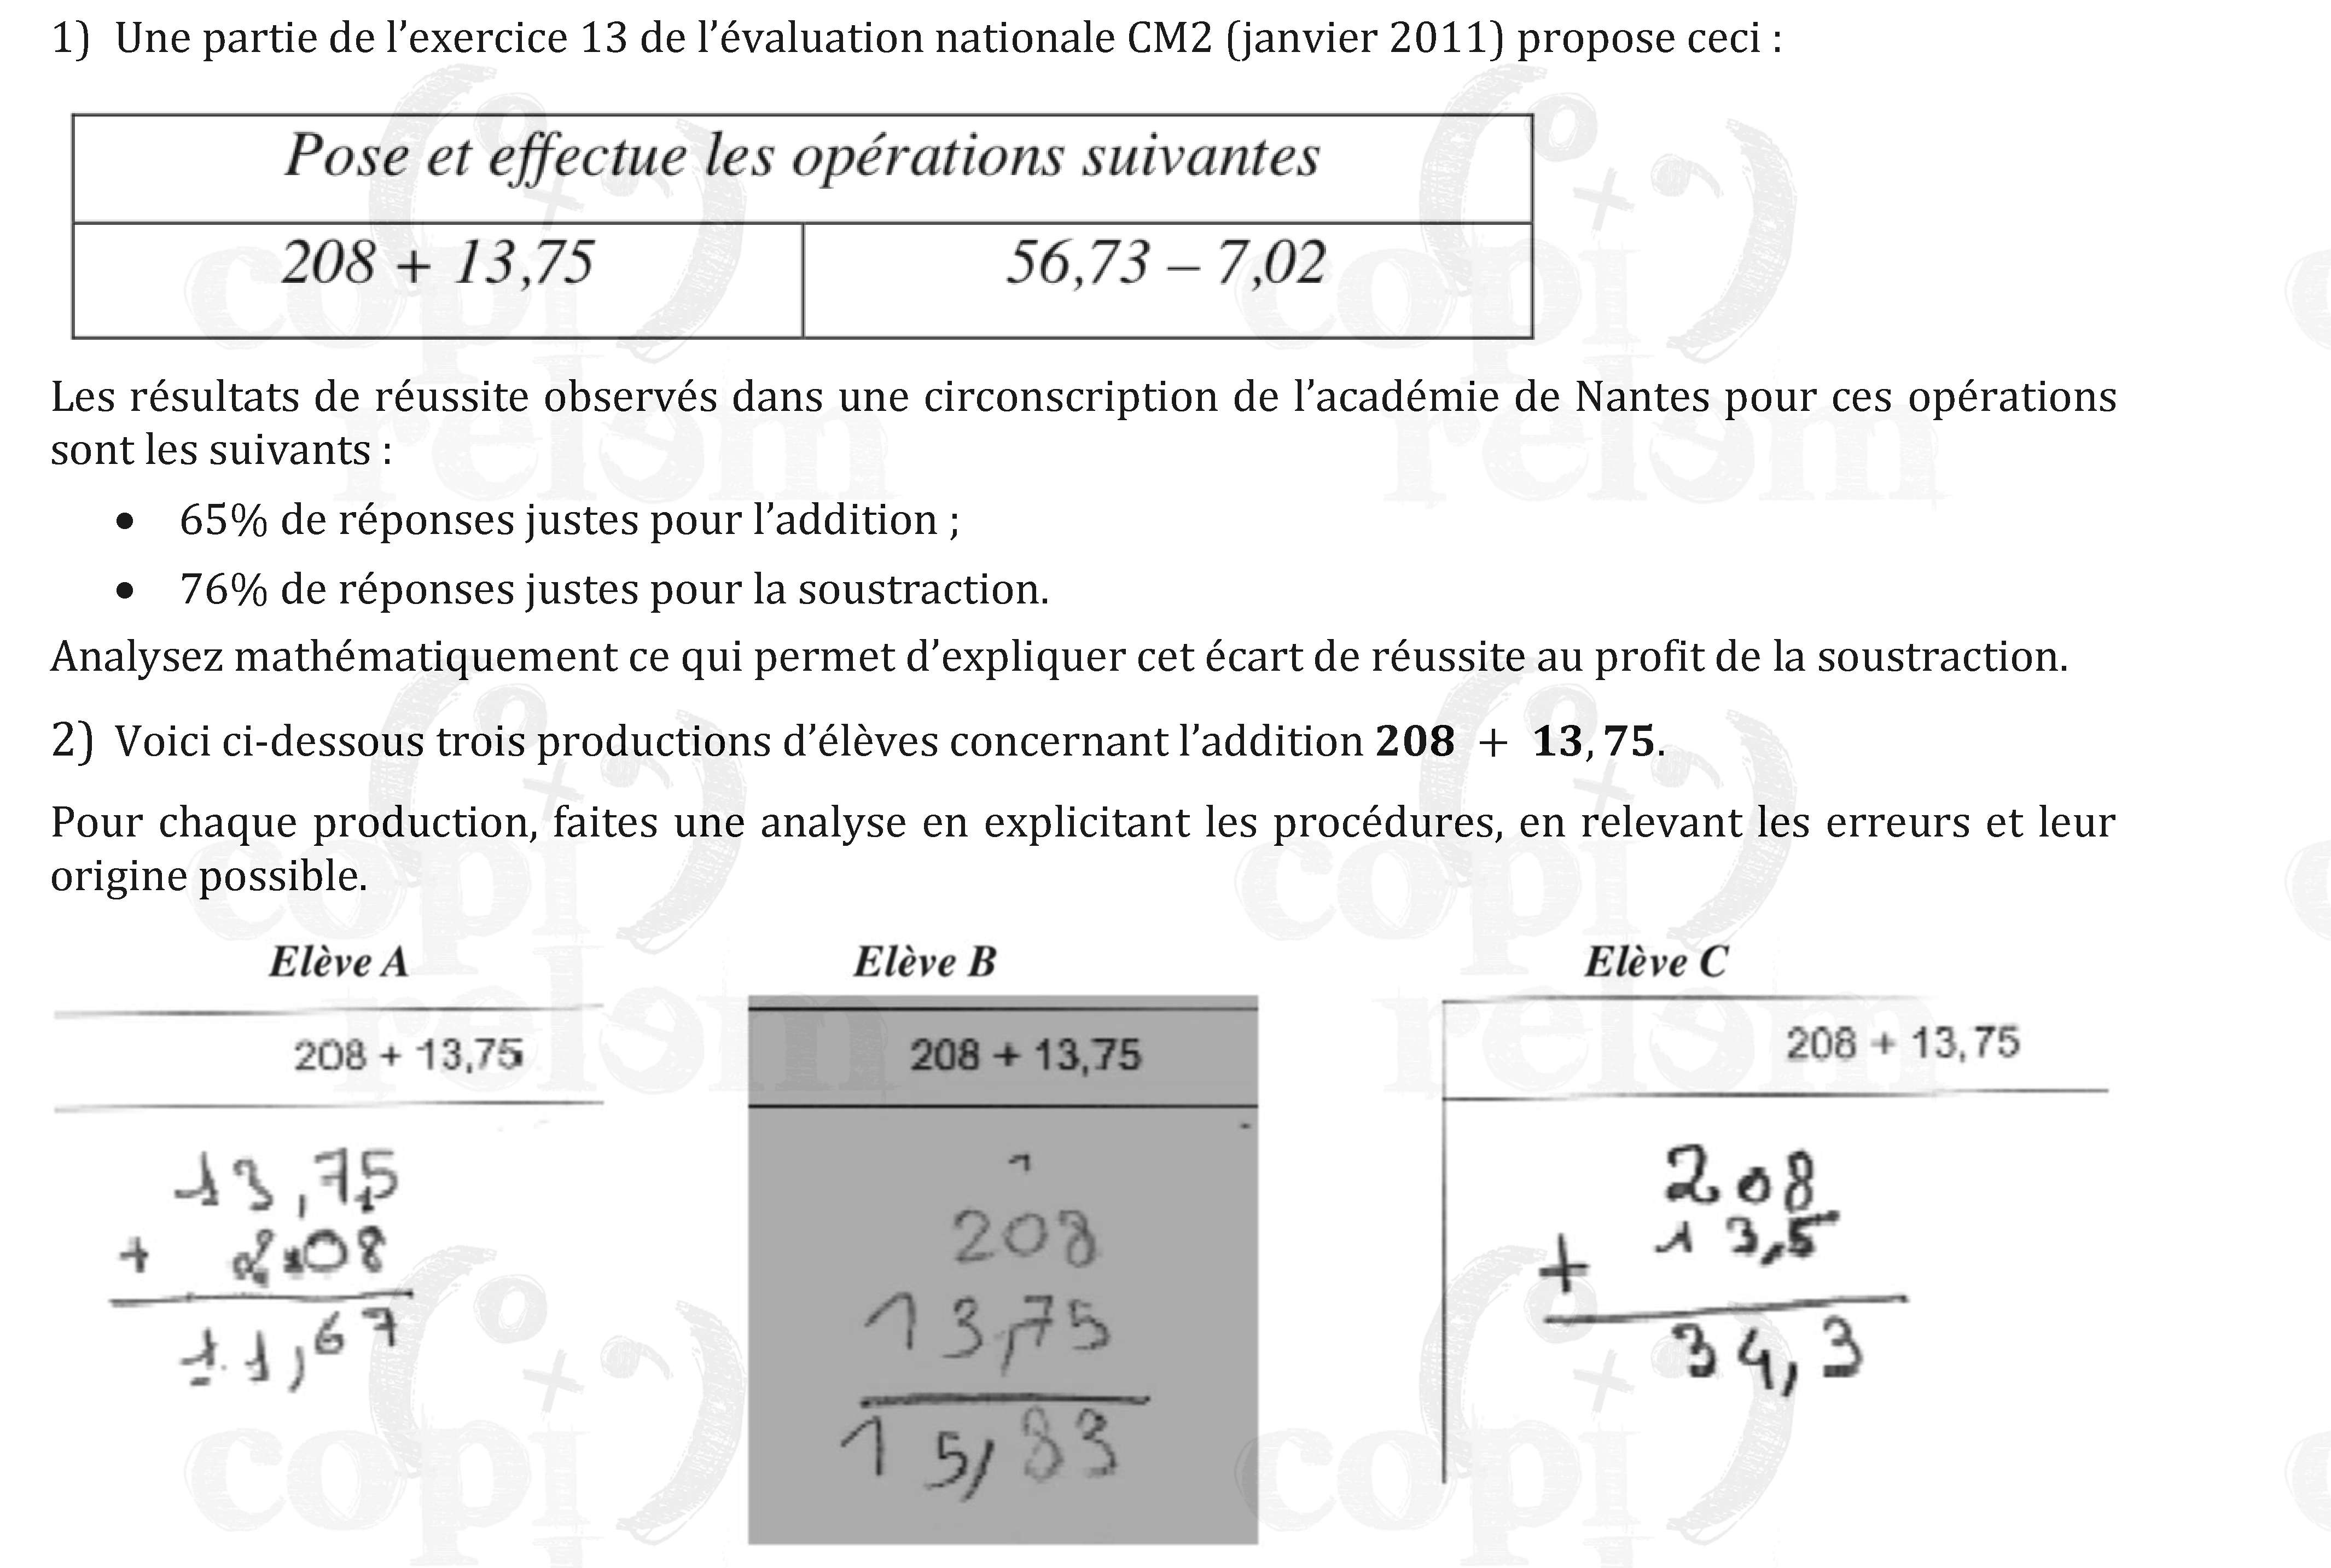 1) Une partie de l’exercice 13 de l’évaluation nationale CM2 (janvier 2011) propose ceci :
Pose et effectue les opérations suivantes
208 + 13,75
56,73 – 7,02
Les résultats de réussite observés dans une circonscription de l’académie de Nantes pour ces opérations
sont les suivants :
• 65% de réponses justes pour l’addition ;
• 76% de réponses justes pour la soustraction.
Analysez mathématiquement ce qui permet d’expliquer cet écart de réussite au profit de la soustraction.
2) Voici ci-dessous trois productions d’élèves concernant l’addition 208 + 13, 75.
Pour chaque production, faites une analyse en explicitant les procédures, en relevant les erreurs et leur
origine possible.
Elève A
208 + 13,75
13,75
+ 2 08
11,67
Elève B
208 + 13,75
1
208
13,75
15,83
Elève C
208 + 13,75
208
+ 13,5
34,3
copi
relem